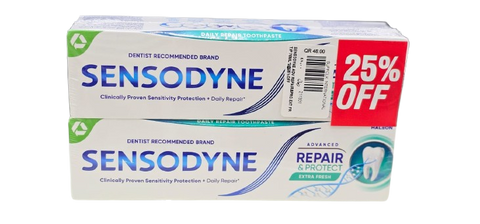 DAILY REPAIR TOOTHPASTE
DENTIST RECOMMENDED BRAND
SENSODYNE
Clinically Proven Sensitivity Protection + Daily Repair*
QR 46.00
25%
OFF
DAILY REPAIR TOOTHPASTE
HALEON
DENTIST RECOMMENDED BRAND
SENSODYNE
Clinically Proven Sensitivity Protection + Daily Repair*
ADVANCED
REPAIR
& PROTECT
EXTRA FRESH